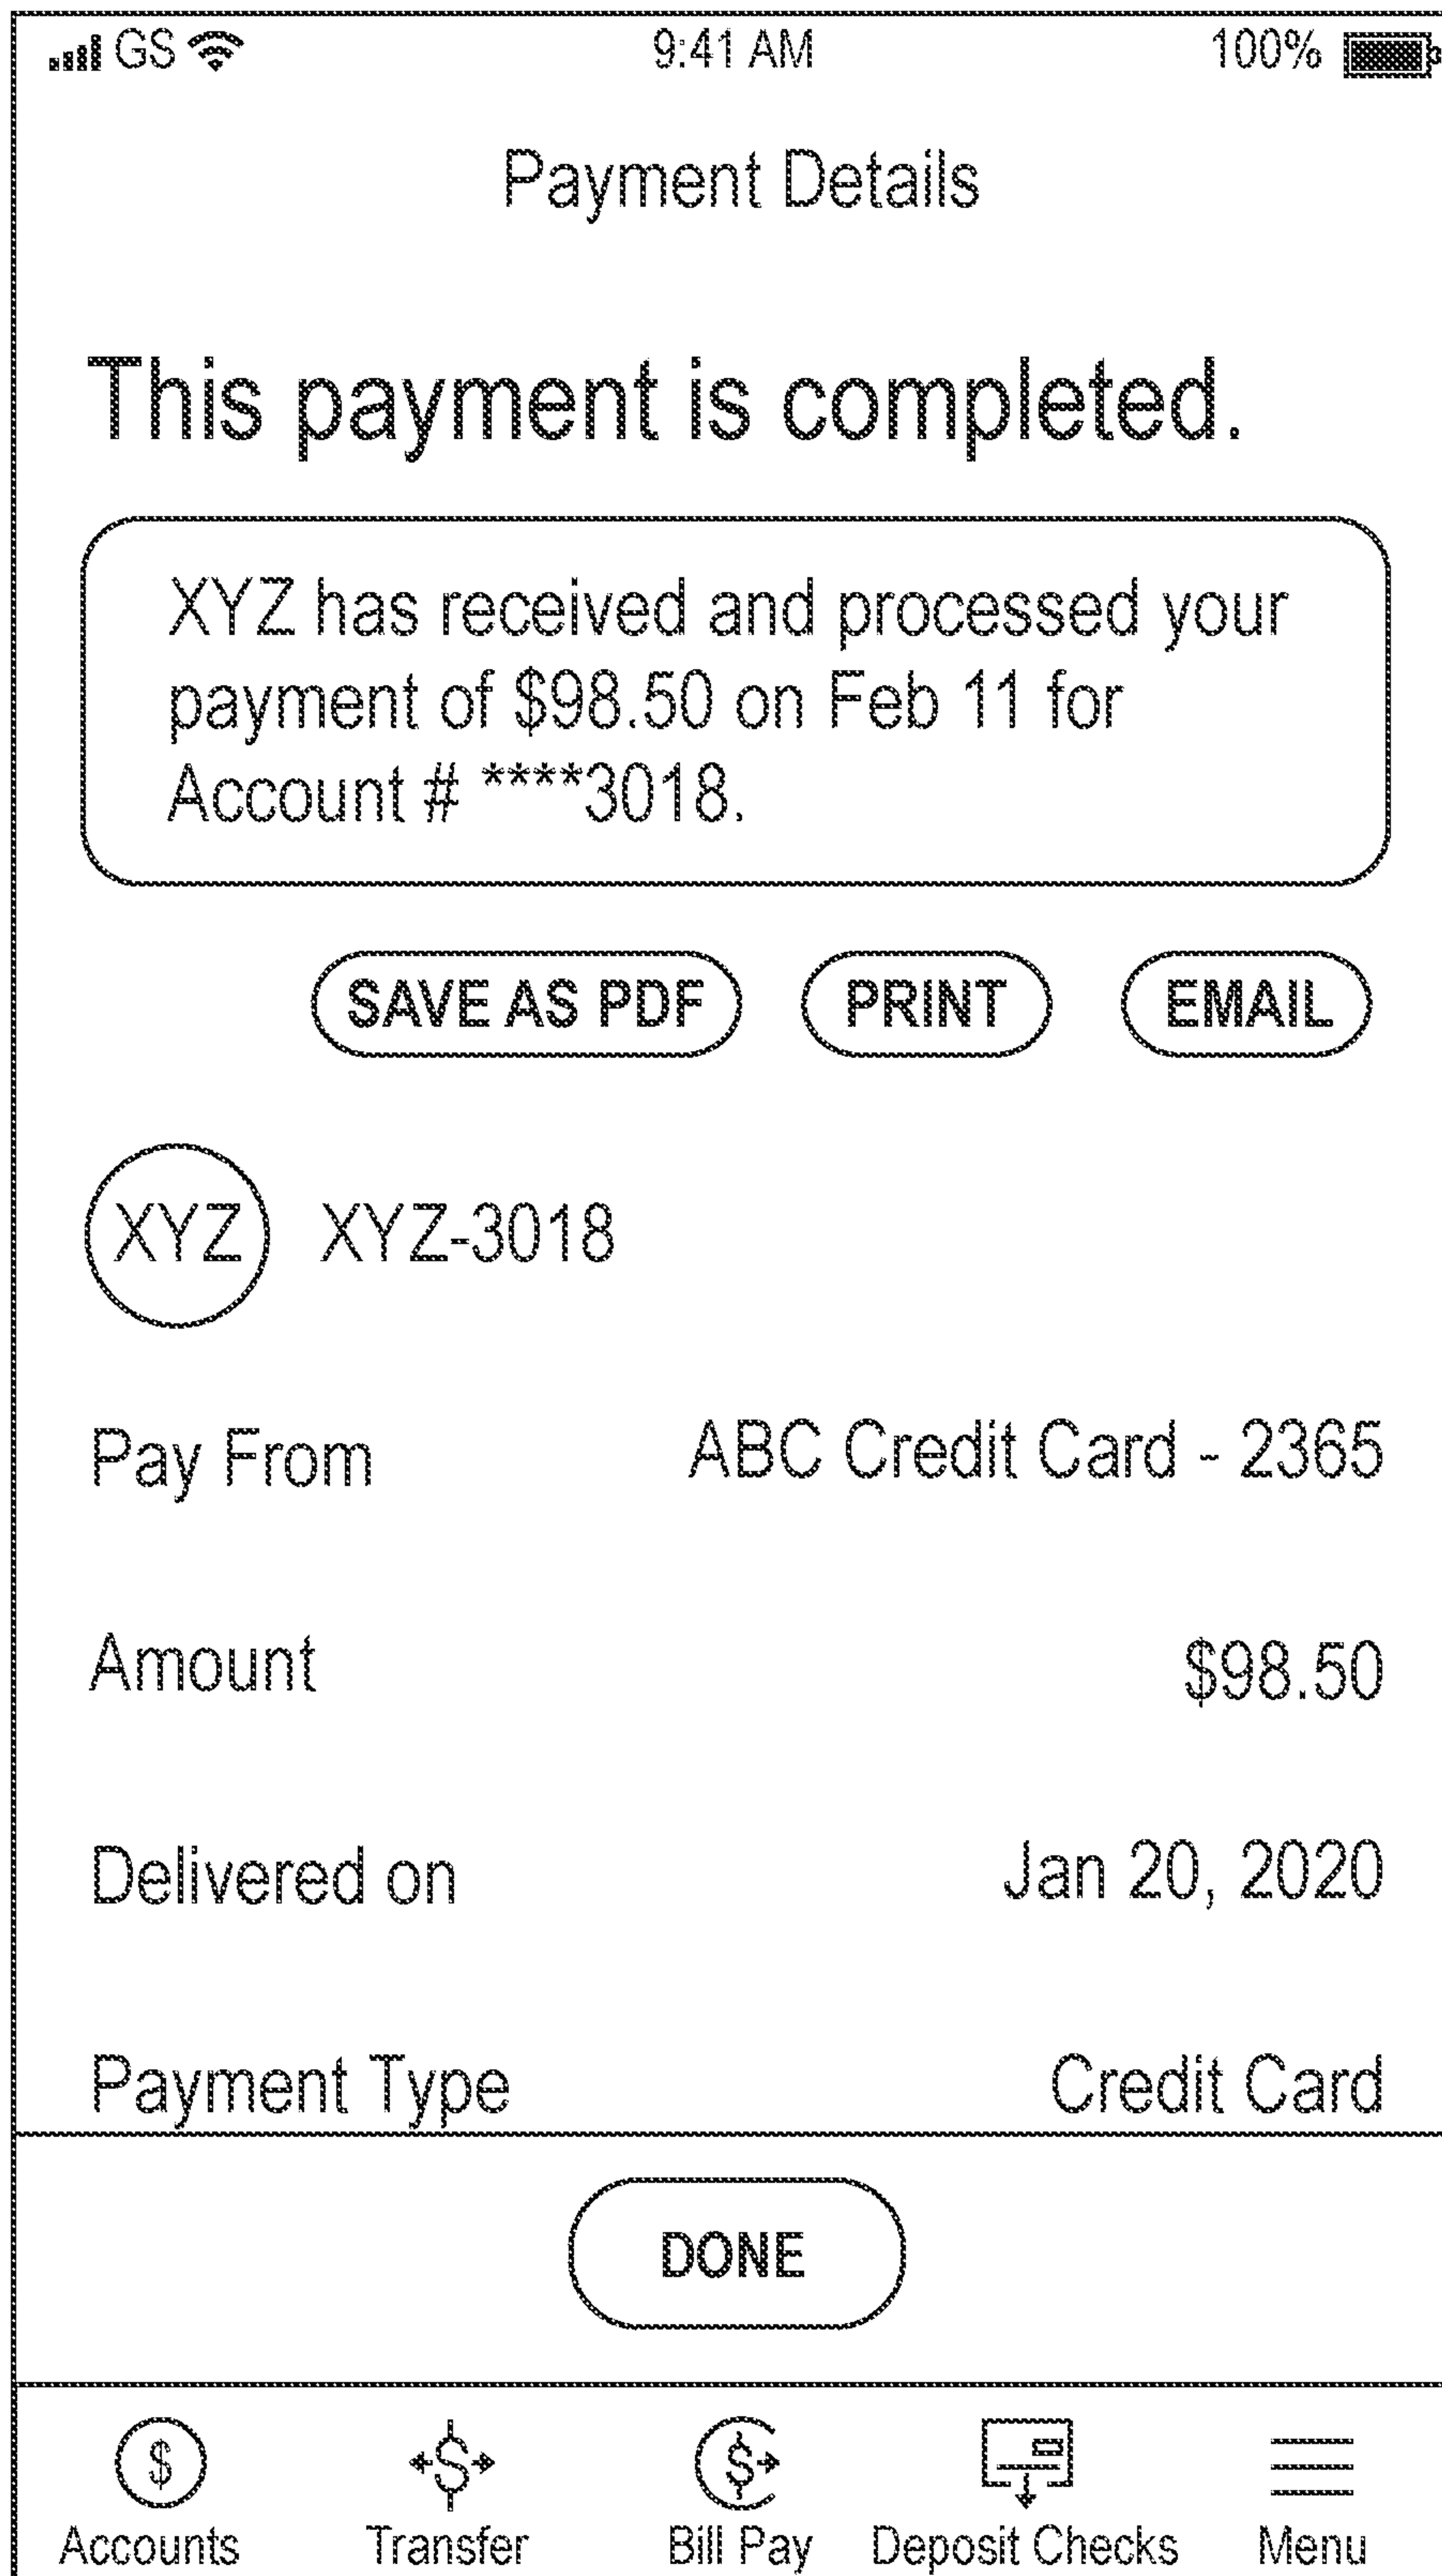 GS 9:41 AM 100%
Payment Details
This payment is completed.
XYZ has received and processed your
payment of $98.50 on Feb 11 for
Account # ****3018.
SAVE AS PDF PRINT EMAIL
XYZ XYZ-3018
Pay From ABC Credit Card - 2365
Amount $98.50
Delivered on Jan 20, 2020
Payment Type Credit Card
DONE
$ $ $
Accounts Transfer Bill Pay Deposit Checks Menu